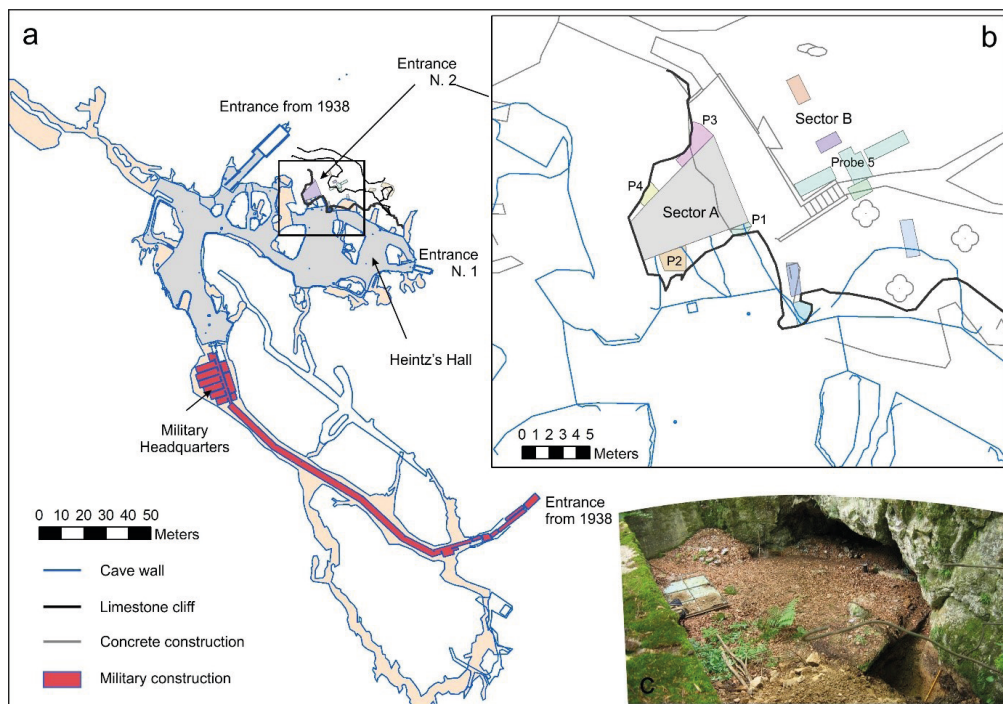 a
Entrance
N. 2
Entrance from 1938
Entrance
N. 1
Heintz's Hall
Military
Headquarters
Entrance
from 1938
0 10 20 30 40 50
Meters
Cave wall
Limestone cliff
Concrete construction
Military construction
b
P3
Sector B
Probe 5
P4
Sector A
P1
P2
0 1 2 3 4 5
Meters
c